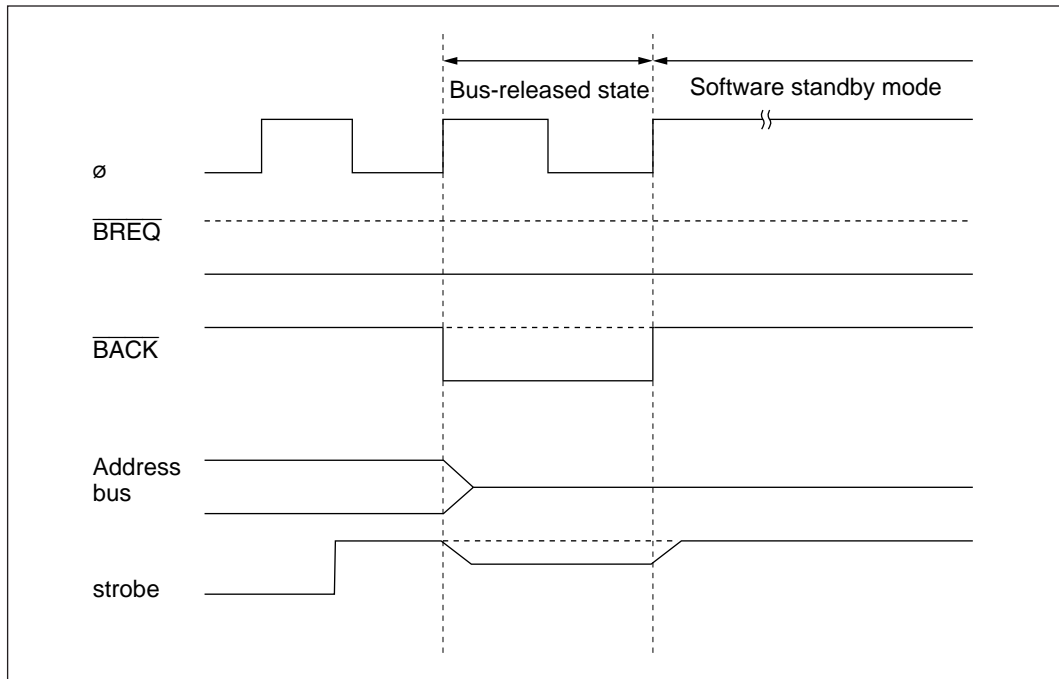 Bus-released state
Software standby mode
ø
BREQ
BACK
Address
bus
strobe